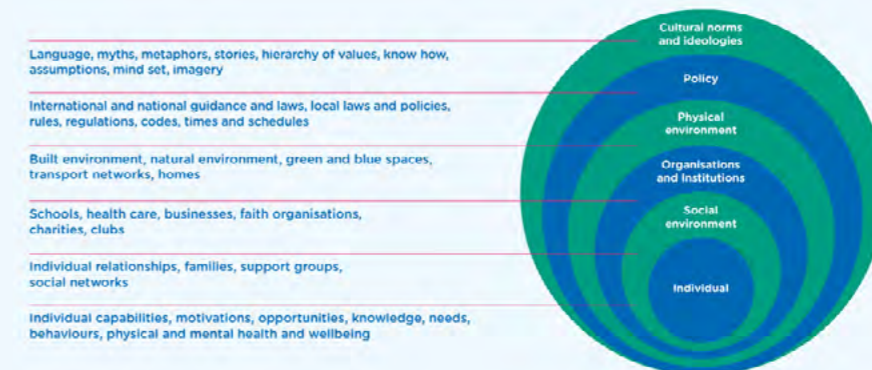 Cultural norms
and ideologies
Language, myths, metaphors, stories, hierarchy of values, know how,
assumptions, mind set, imagery
Policy
International and national guidance and laws, local laws and policies,
rules, regulations, codes, times and schedules
Physical
environment
Built environment, natural environment, green and blue spaces,
transport networks, homes
Organisations
and Institutions
Schools, health care, businesses, faith organisations,
charities, clubs
Social
environment
Individual relationships, families, support groups,
social networks
Individual
Individual capabilities, motivations, opportunities, knowledge, needs,
behaviours, physical and mental health and wellbeing